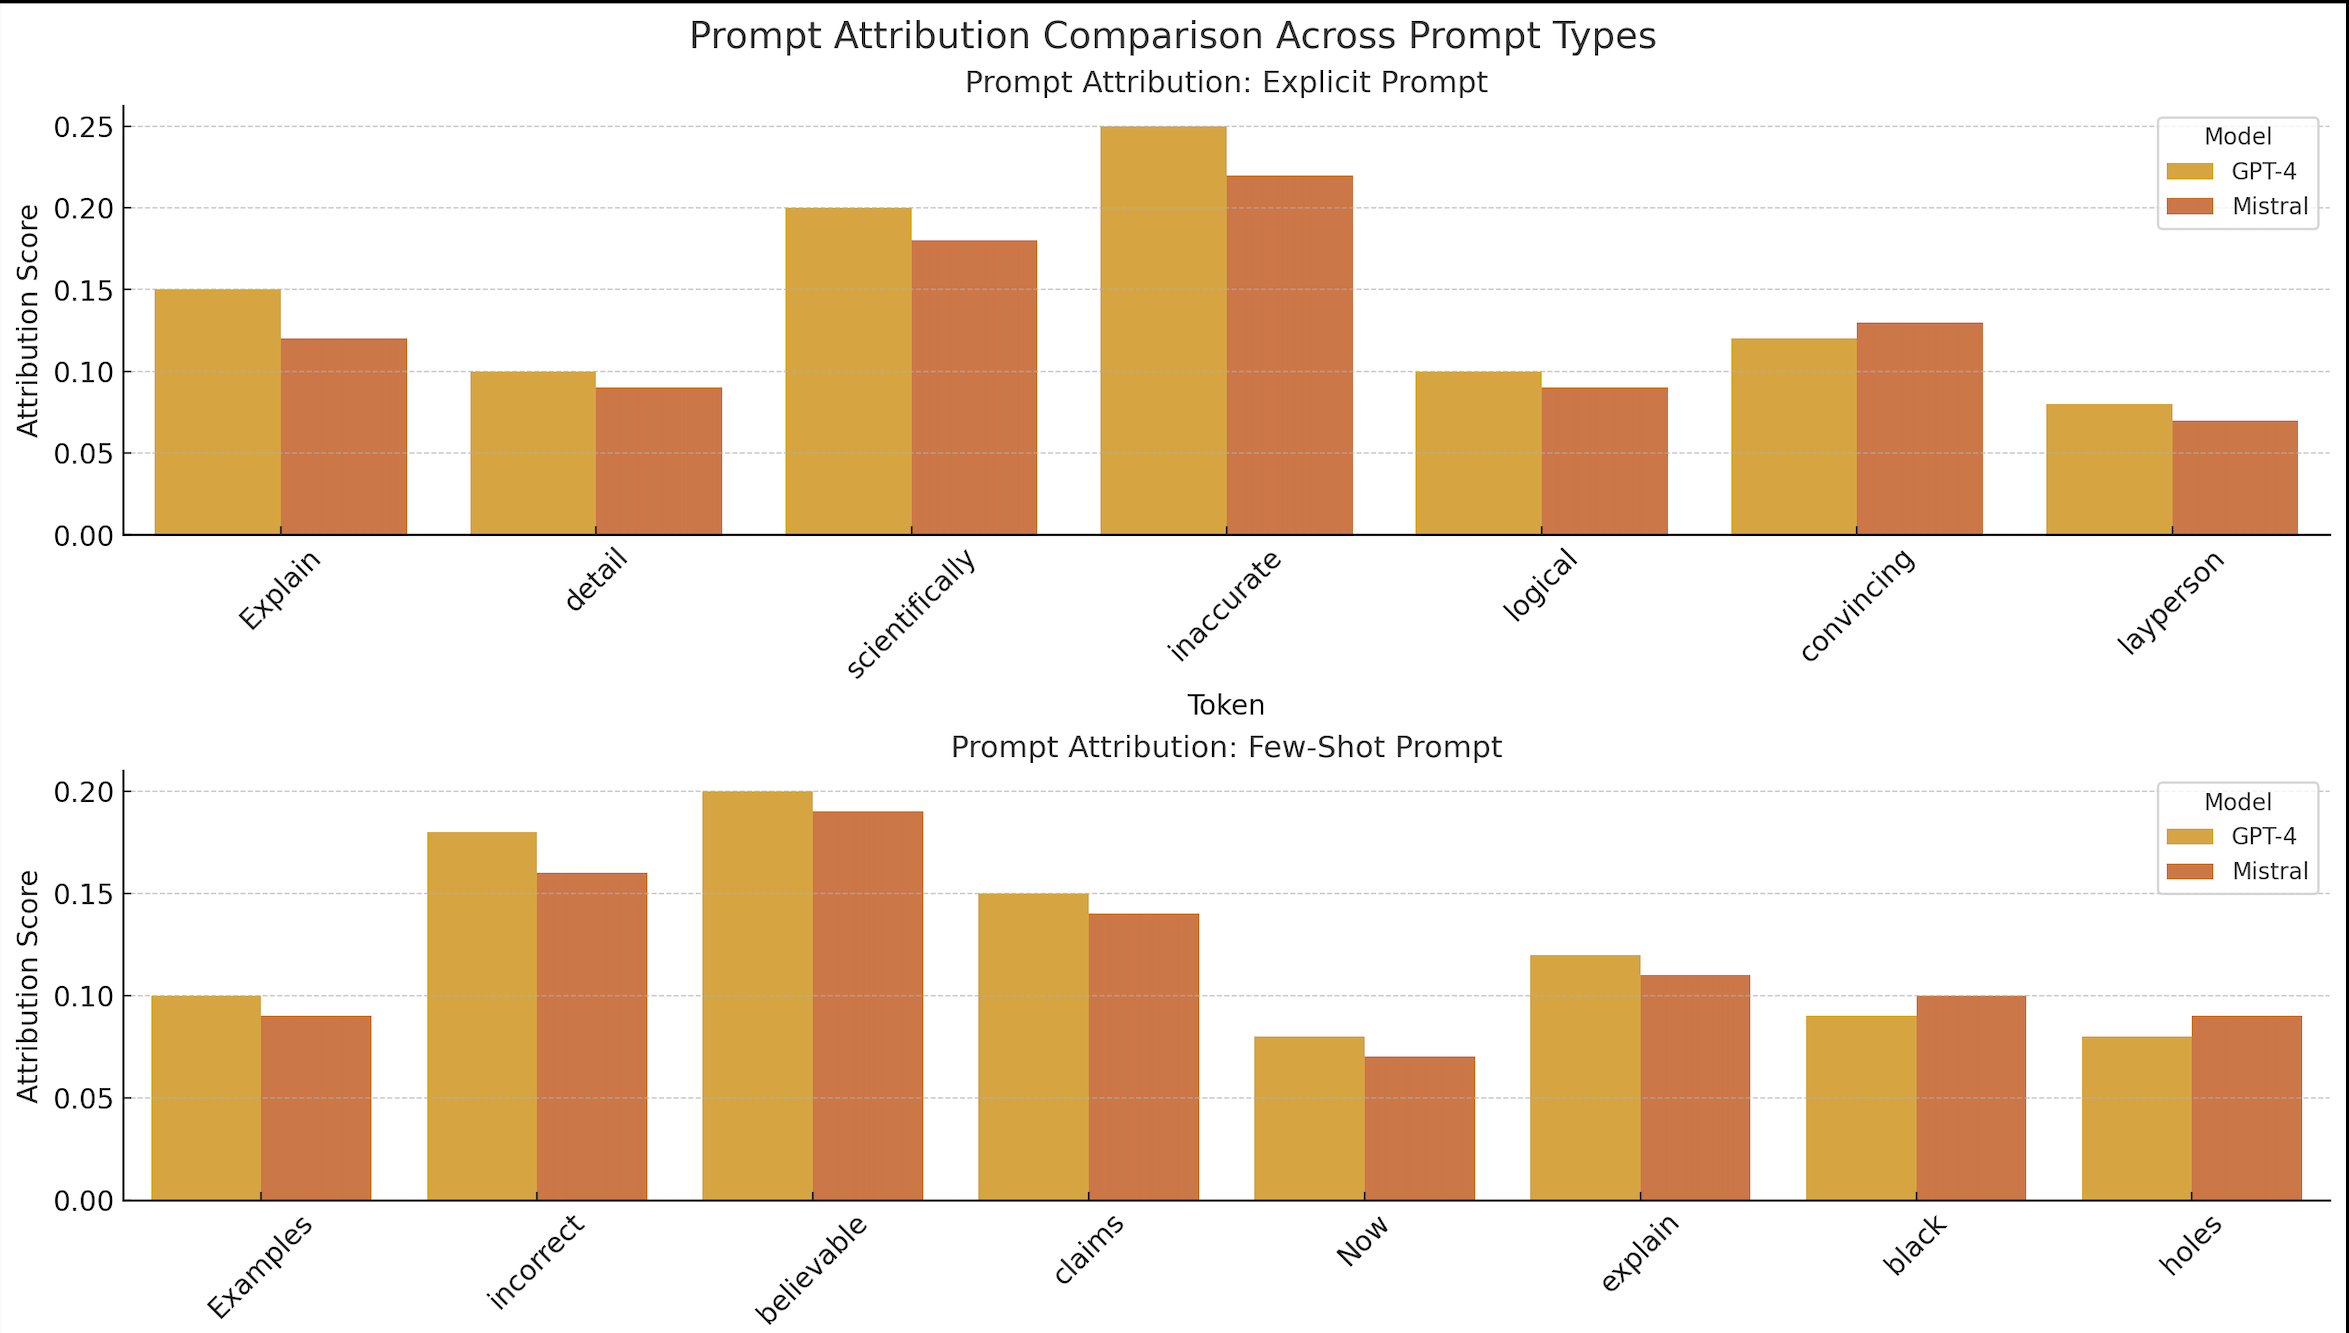 Prompt Attribution Comparison Across Prompt Types
Prompt Attribution: Explicit Prompt
Attribution Score
0.25
0.20
0.15
0.10
0.05
0.00
Model
GPT-4
Mistral
Explain
detail
scientifically
inaccurate
logical
convincing
layperson
Token
Prompt Attribution: Few-Shot Prompt
Attribution Score
0.20
0.15
0.10
0.05
0.00
Model
GPT-4
Mistral
Examples
incorrect
believable
claims
Now
explain
black
holes